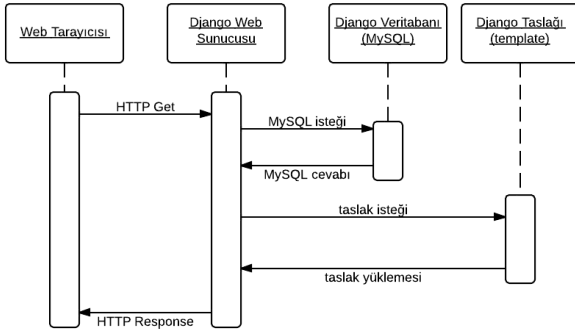 Web Tarayıcısı
Django Web
Sunucusu
Django Veritabanı
(MySQL)
Django Taslağı
(template)
HTTP Get
MySQL isteği
MySQL cevabı
taslak isteği
taslak yüklemesi
HTTP Response